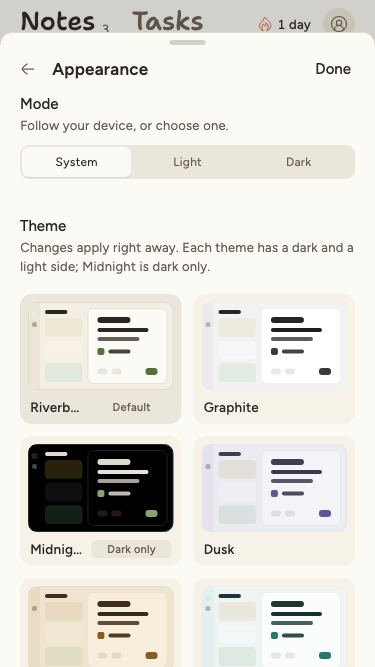 Notes 3 Tasks 1 day
Appearance Done
Mode
Follow your device, or choose one.
System Light Dark
Theme
Changes apply right away. Each theme has a dark and a
light side; Midnight is dark only.
Riverb... Default Graphite
Midnig... Dark only Dusk